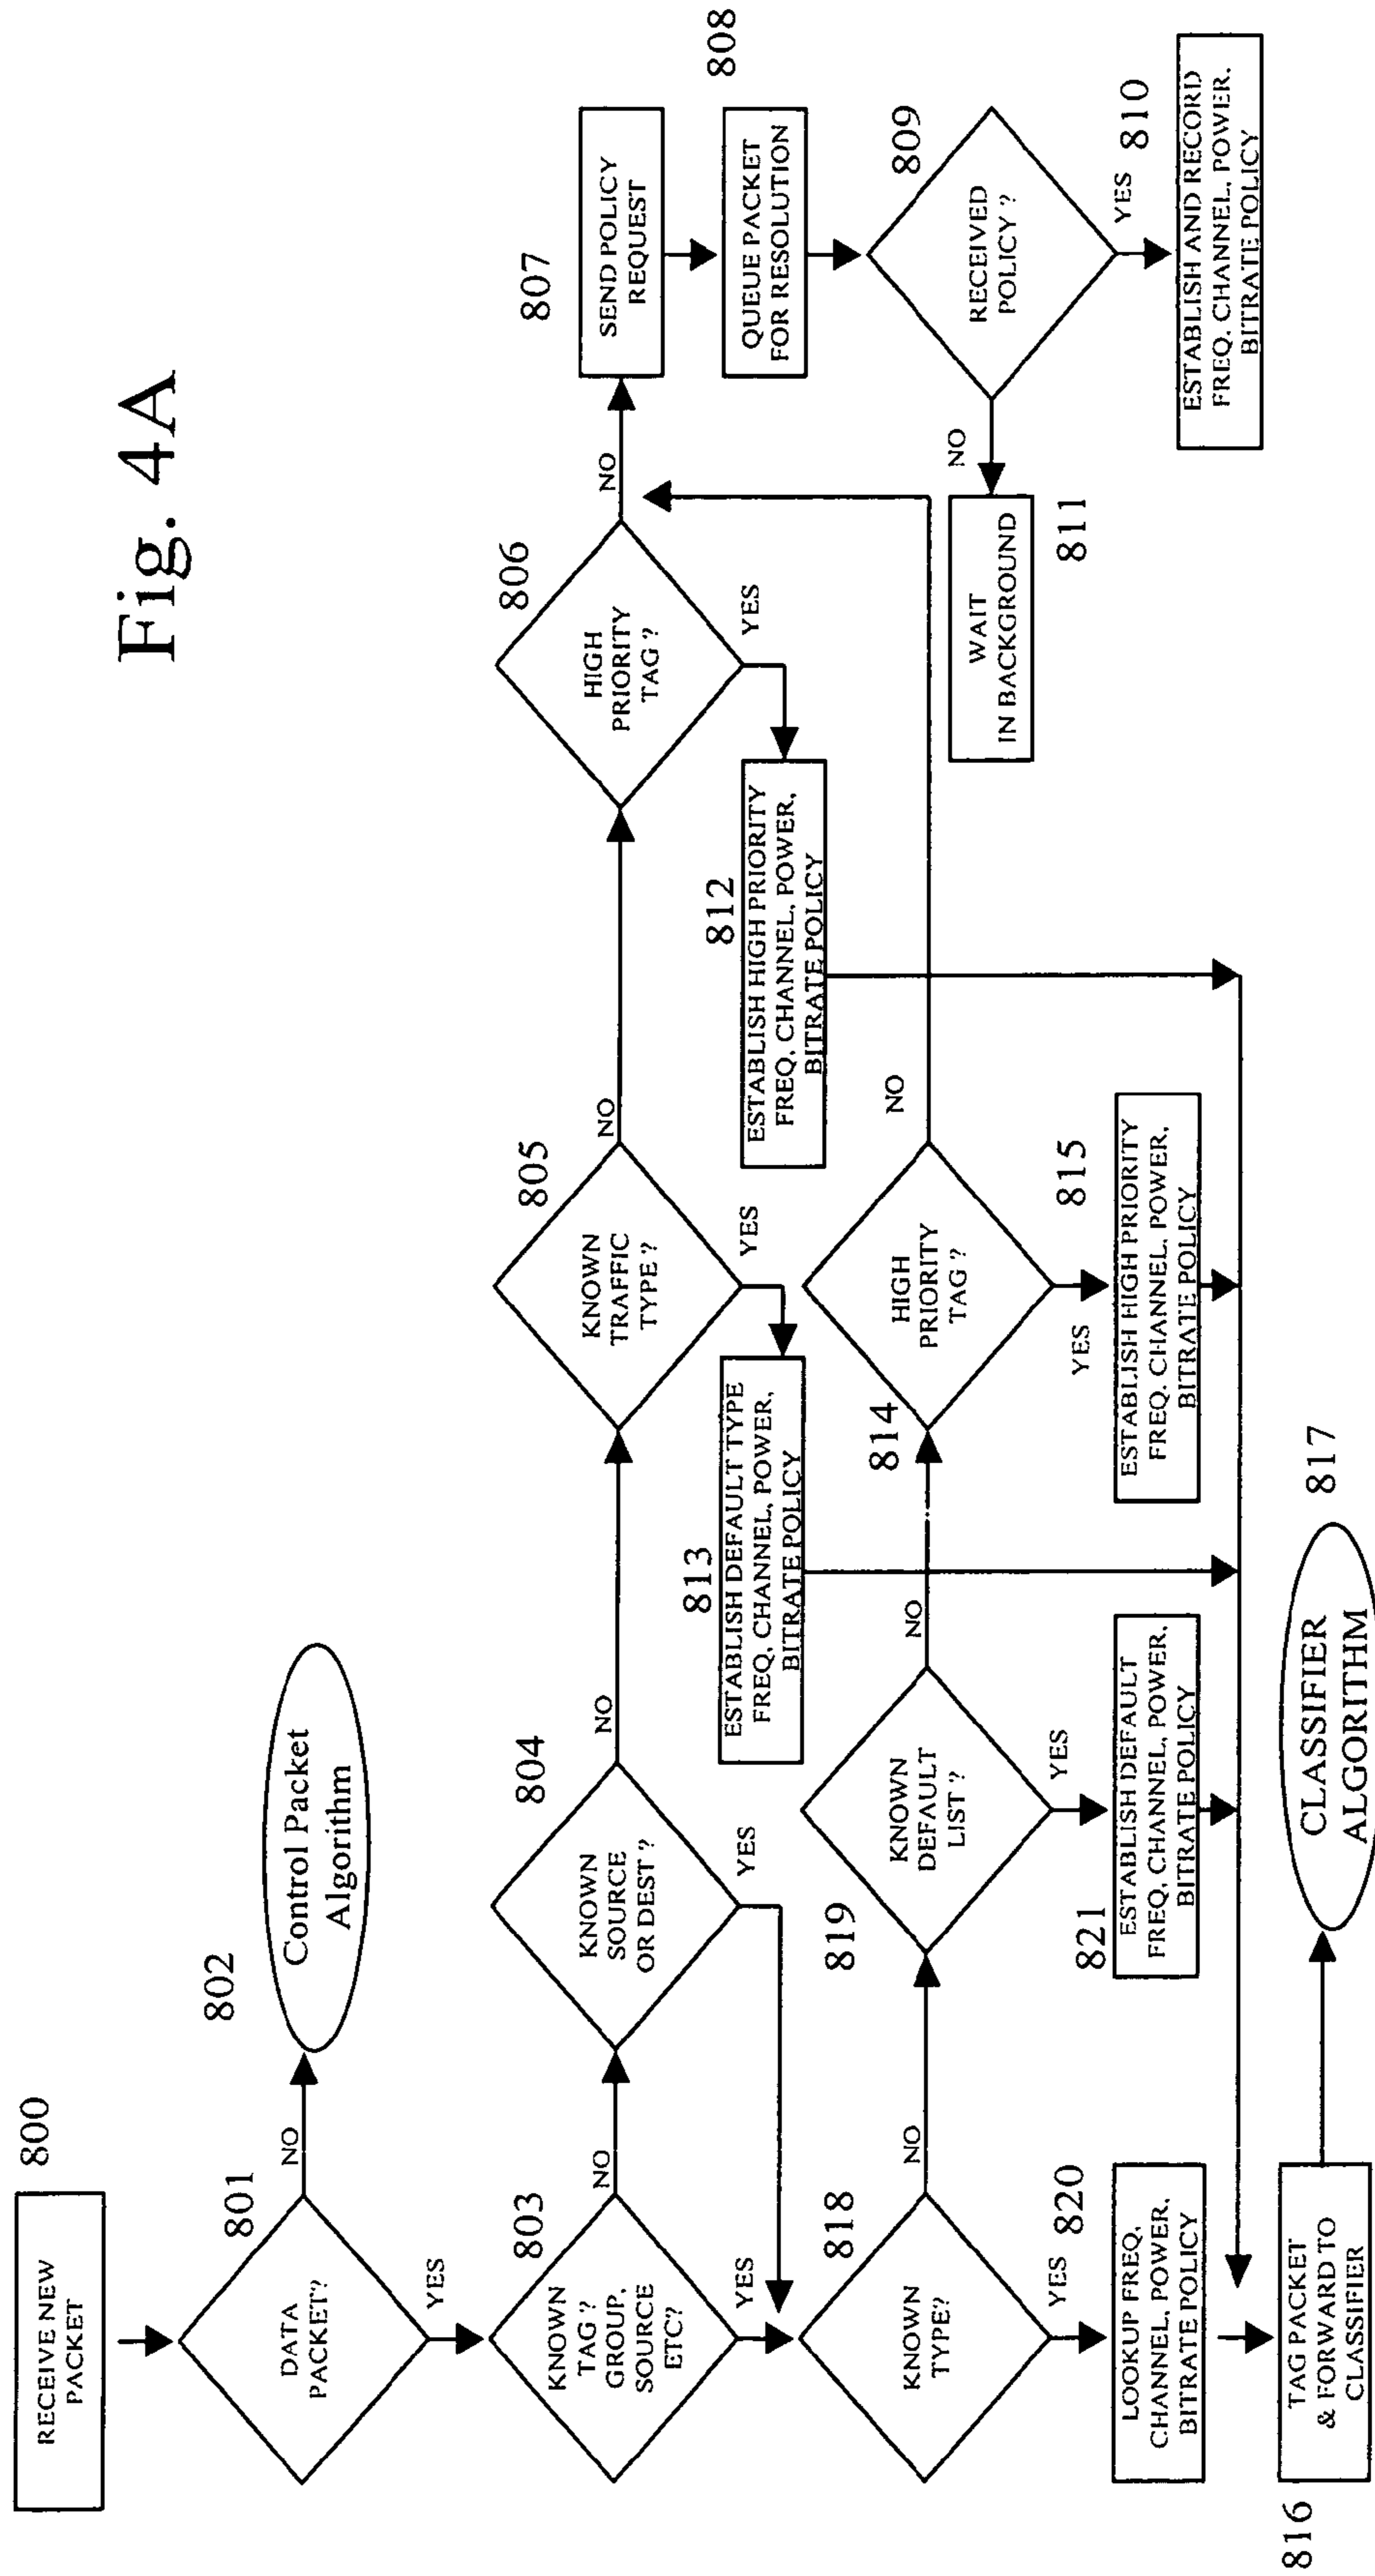 Fig. 4A
RECEIVE NEW
PACKET
800
DATA
PACKET?
801
NO
802
Control Packet
Algorithm
YES
KNOWN
TAG ?
GROUP,
SOURCE
ETC?
803
NO
KNOWN
SOURCE
OR DEST ?
804
NO
KNOWN
TRAFFIC
TYPE ?
805
NO
HIGH
PRIORITY
TAG ?
806
NO
SEND POLICY
REQUEST
807
QUEUE PACKET
FOR RESOLUTION
808
RECEIVED
POLICY ?
809
YES
810
ESTABLISH AND RECORD
FREQ. CHANNEL, POWER.
BITRATE POLICY
NO
WAIT
IN BACKGROUND
811
YES
812
ESTABLISH HIGH PRIORITY
FREQ. CHANNEL, POWER,
BITRATE POLICY
YES
813
ESTABLISH DEFAULT TYPE
FREQ, CHANNEL, POWER,
BITRATE POLICY
YES
YES
KNOWN
TYPE?
818
NO
KNOWN
DEFAULT
LIST ?
819
NO
HIGH
PRIORITY
TAG ?
814
NO
YES
815
ESTABLISH HIGH PRIORITY
FREQ. CHANNEL, POWER,
BITRATE POLICY
YES
821
ESTABLISH DEFAULT
FREQ, CHANNEL, POWER,
BITRATE POLICY
YES
820
LOOKUP FREQ,
CHANNEL, POWER,
BITRATE POLICY
816
TAG PACKET
& FORWARD TO
CLASSIFIER
CLASSIFIER
ALGORITHM
817